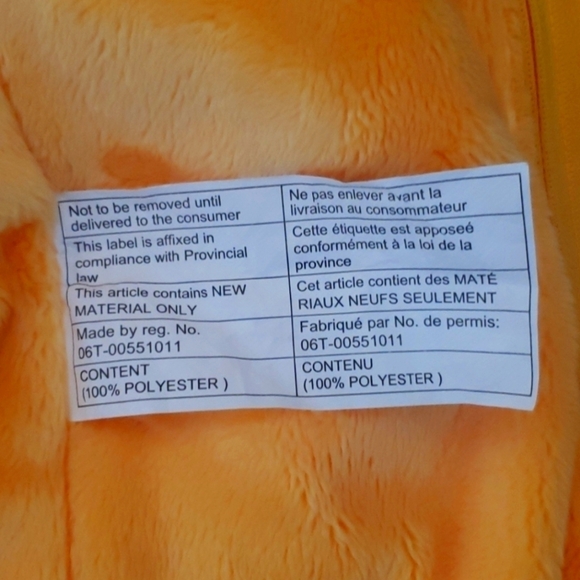 Not to be removed until
delivered to the consumer
This label is affixed in
compliance with Provincial
law
This article contains NEW
MATERIAL ONLY
Made by reg. No.
06T-00551011
CONTENT
(100% POLYESTER )
Ne pas enlever avant la
livraison au consommateur
Cette étiquette est apposeé
conformément à la loi de la
province
Cet article contient des MATÉ
RIAUX NEUFS SEULEMENT
Fabriqué par No. de permis:
06T-00551011
CONTENU
(100% POLYESTER )